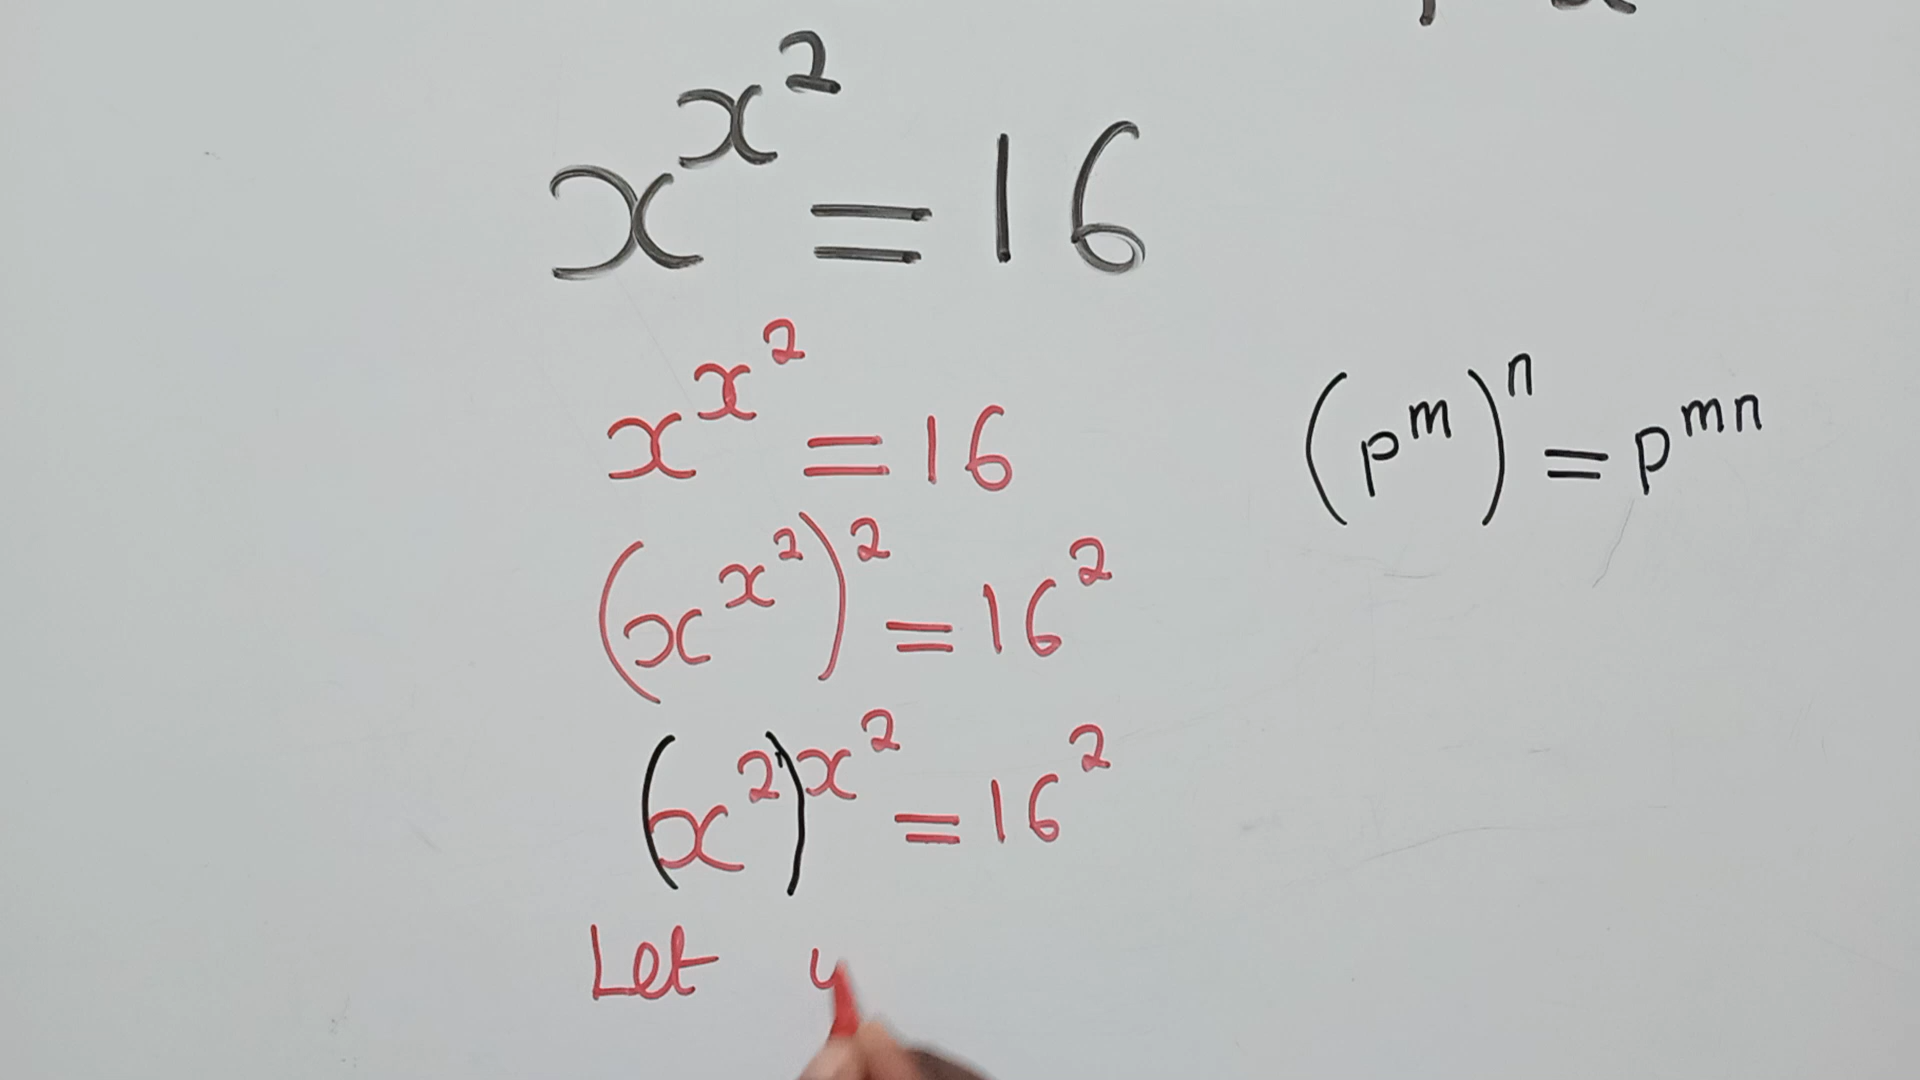 x^{x^2} = 16
x^{x^2} = 16
(p^m)^n = p^{mn}
(x^{x^2})^2 = 16^2
(x^2)^{x^2} = 16^2
Let y